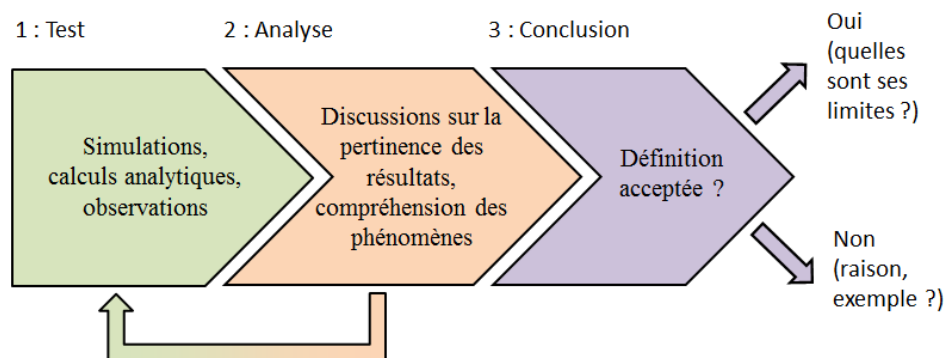 1 : Test
2 : Analyse
3 : Conclusion
Simulations,
calculs analytiques,
observations
Discussions sur la
pertinence des
résultats,
compréhension des
phénomènes
Définition
acceptée ?
Oui
(quelles
sont ses
limites ?)
Non
(raison,
exemple ?)